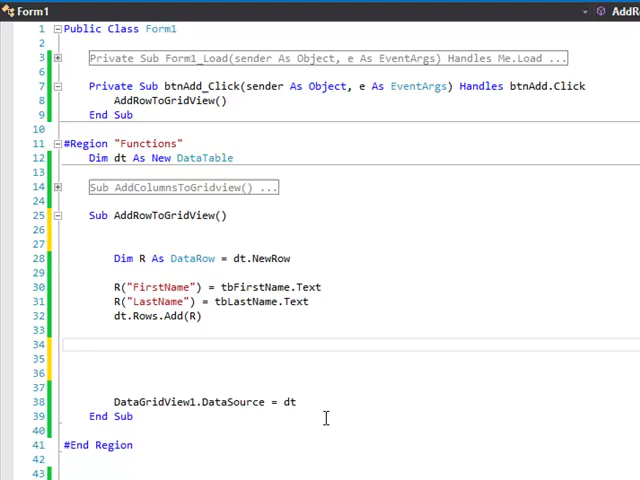 Form1
AddRo
1 Public Class Form1
2
3 Private Sub Form1_Load(sender As Object, e As EventArgs) Handles Me.Load ...
6
7 Private Sub btnAdd_Click(sender As Object, e As EventArgs) Handles btnAdd.Click
8 AddRowToGridView()
9 End Sub
10
11 #Region "Functions"
12 Dim dt As New DataTable
13
14 Sub AddColumnsToGridview() ...
24
25 Sub AddRowToGridView()
26
27
28 Dim R As DataRow = dt.NewRow
29
30 R("FirstName") = tbFirstName.Text
31 R("LastName") = tbLastName.Text
32 dt.Rows.Add(R)
33
34
35
36
37
38 DataGridView1.DataSource = dt
39 End Sub
40
41 #End Region
42
43